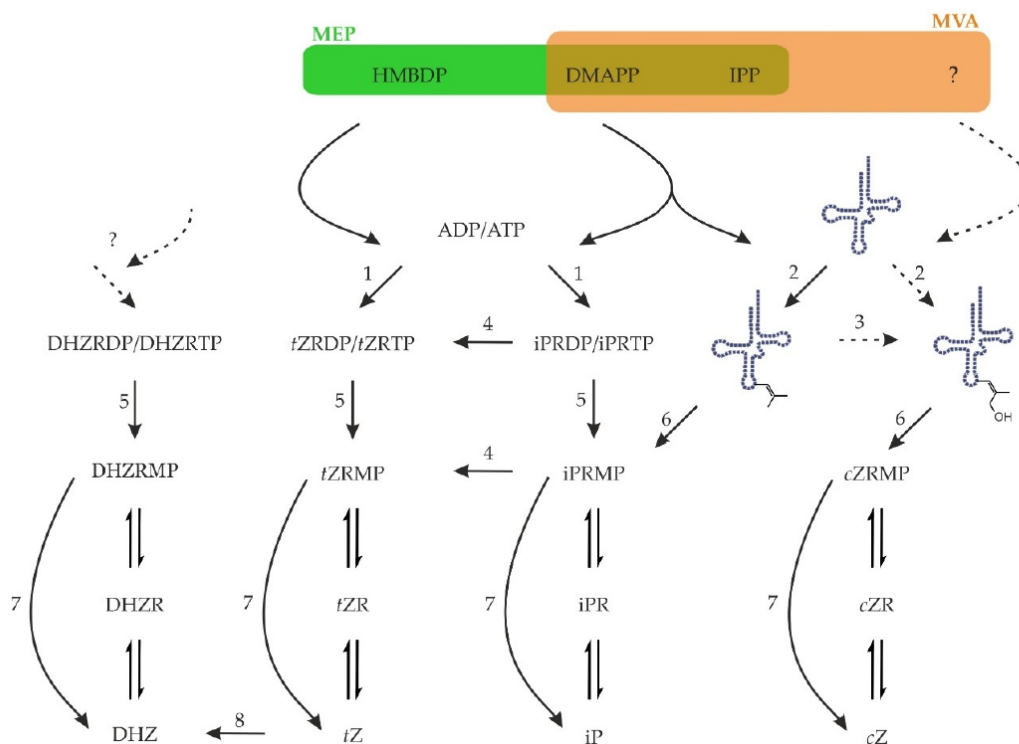 MEP MVA
HMBDP DMAPP IPP ?
ADP/ATP
?
1 1 2 2
DHZRDP/DHZRTP tZRDP/tZRTP 4 iPRDP/iPRTP 3
OH
5 5 5 6 6
DHZRMP tZRMP 4 iPRMP cZRMP
7 DHZR 7 tZR 7 iPR 7 cZR
DHZ 8 tZ iP cZ